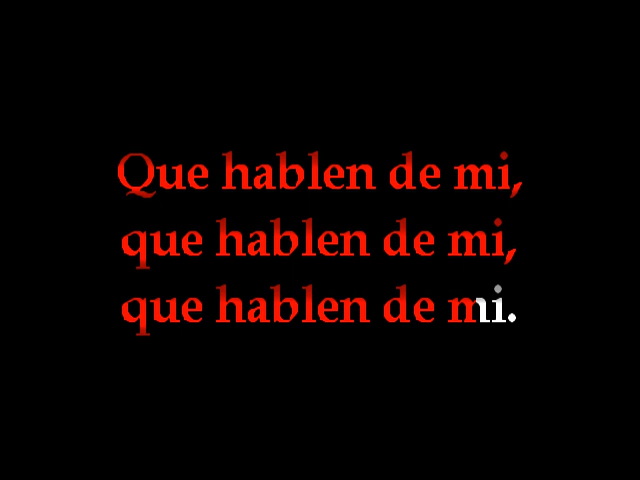 Que hablen de mi,
que hablen de mi,
que hablen de mi.